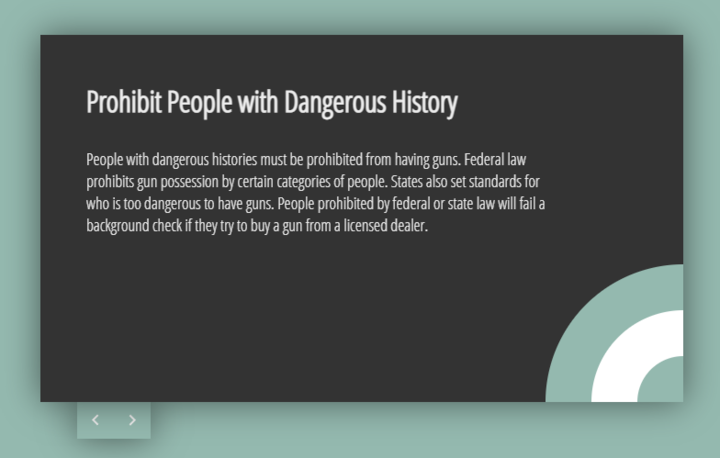 Prohibit People with Dangerous History
People with dangerous histories must be prohibited from having guns. Federal law
prohibits gun possession by certain categories of people. States also set standards for
who is too dangerous to have guns. People prohibited by federal or state law will fail a
background check if they try to buy a gun from a licensed dealer.